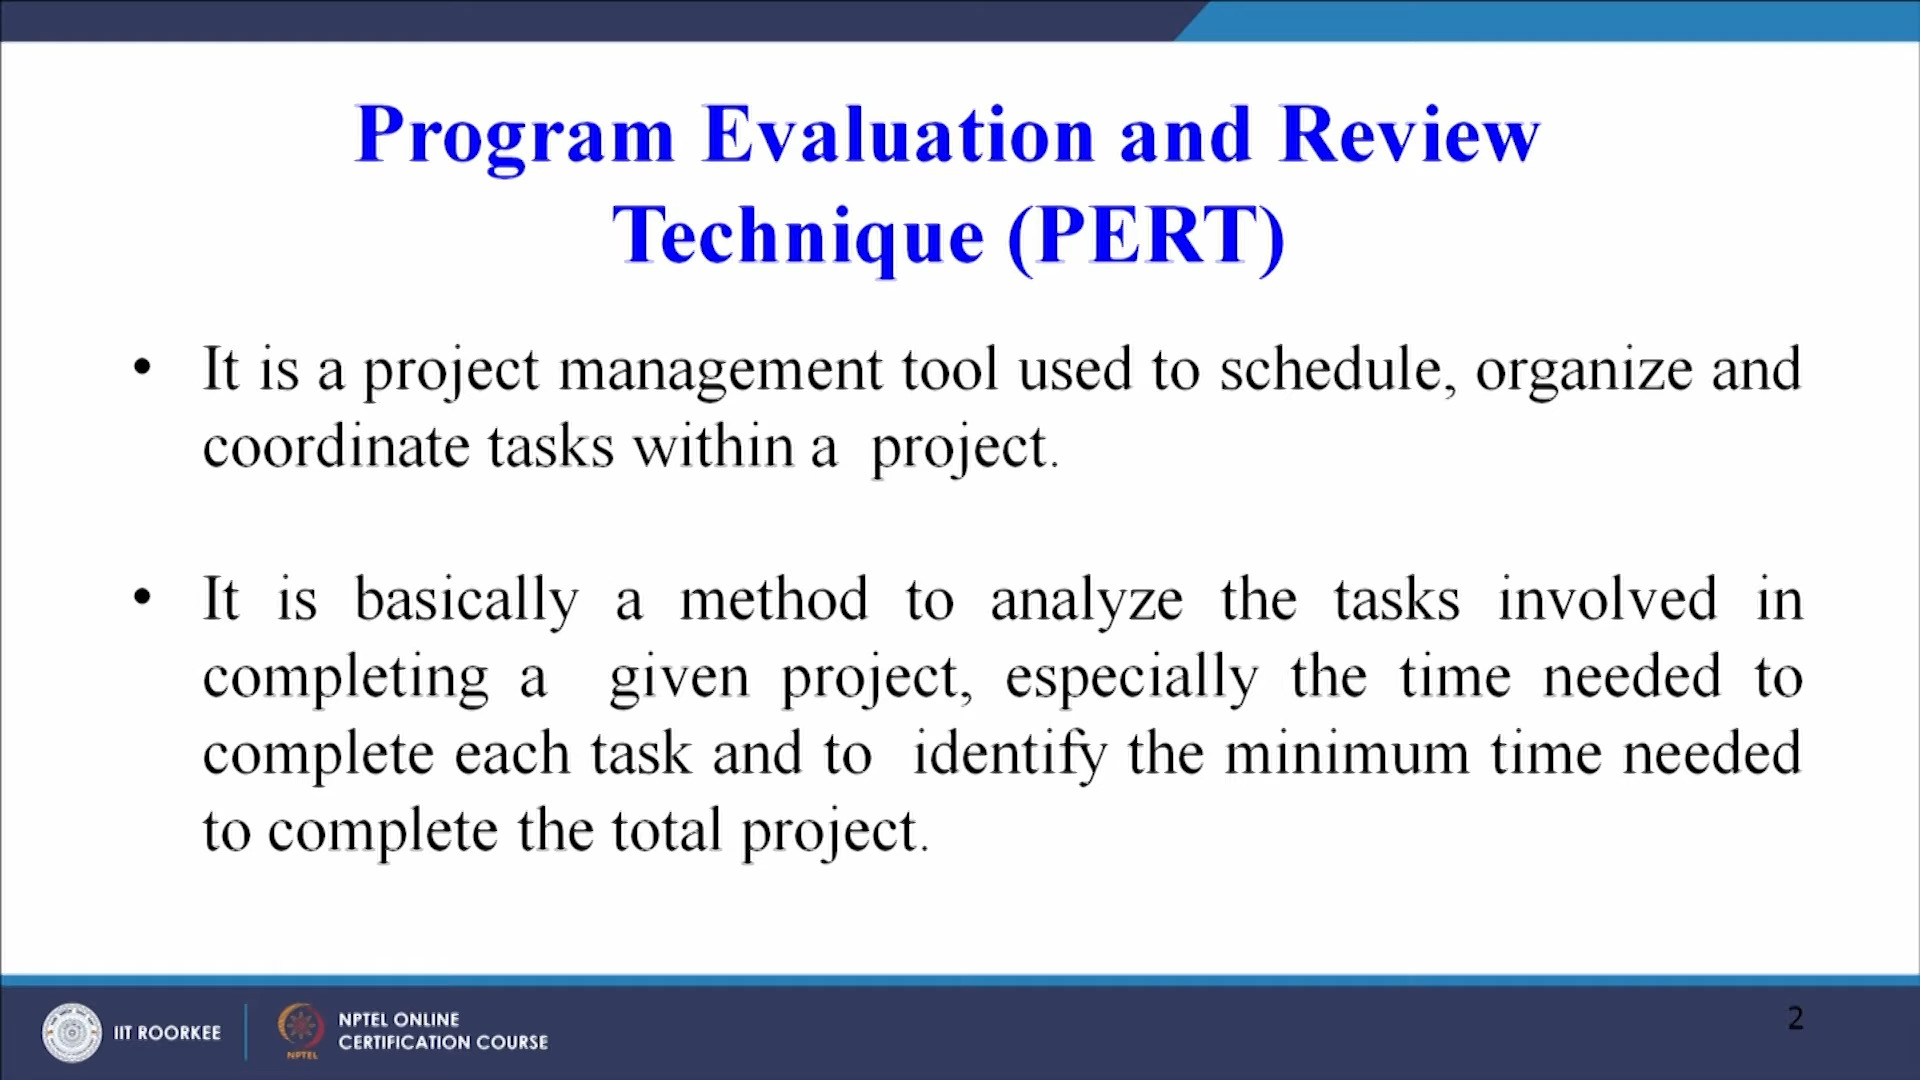 Program Evaluation and Review
Technique (PERT)
• It is a project management tool used to schedule, organize and
coordinate tasks within a project.
• It is basically a method to analyze the tasks involved in
completing a given project, especially the time needed to
complete each task and to identify the minimum time needed
to complete the total project.
IIT ROORKEE
NPTEL
NPTEL ONLINE
CERTIFICATION COURSE
2